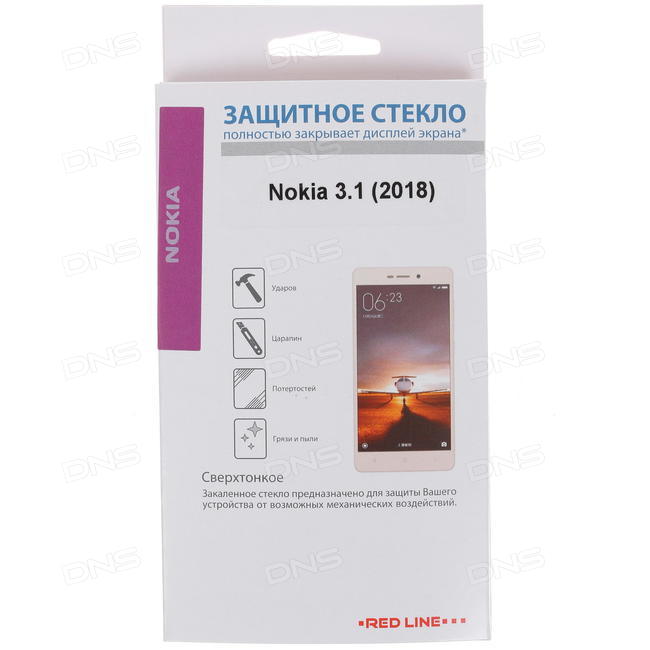 ЗАЩИТНОЕ СТЕКЛО
полностью закрывает дисплей экрана*
NOKIA
Nokia 3.1 (2018)
Ударов
Царапин
Потертостей
Грязи и пыли
06:23
Сверхтонкое
Закаленное стекло предназначено для защиты Вашего
устройства от возможных механических воздействий.
RED LINE
DNS